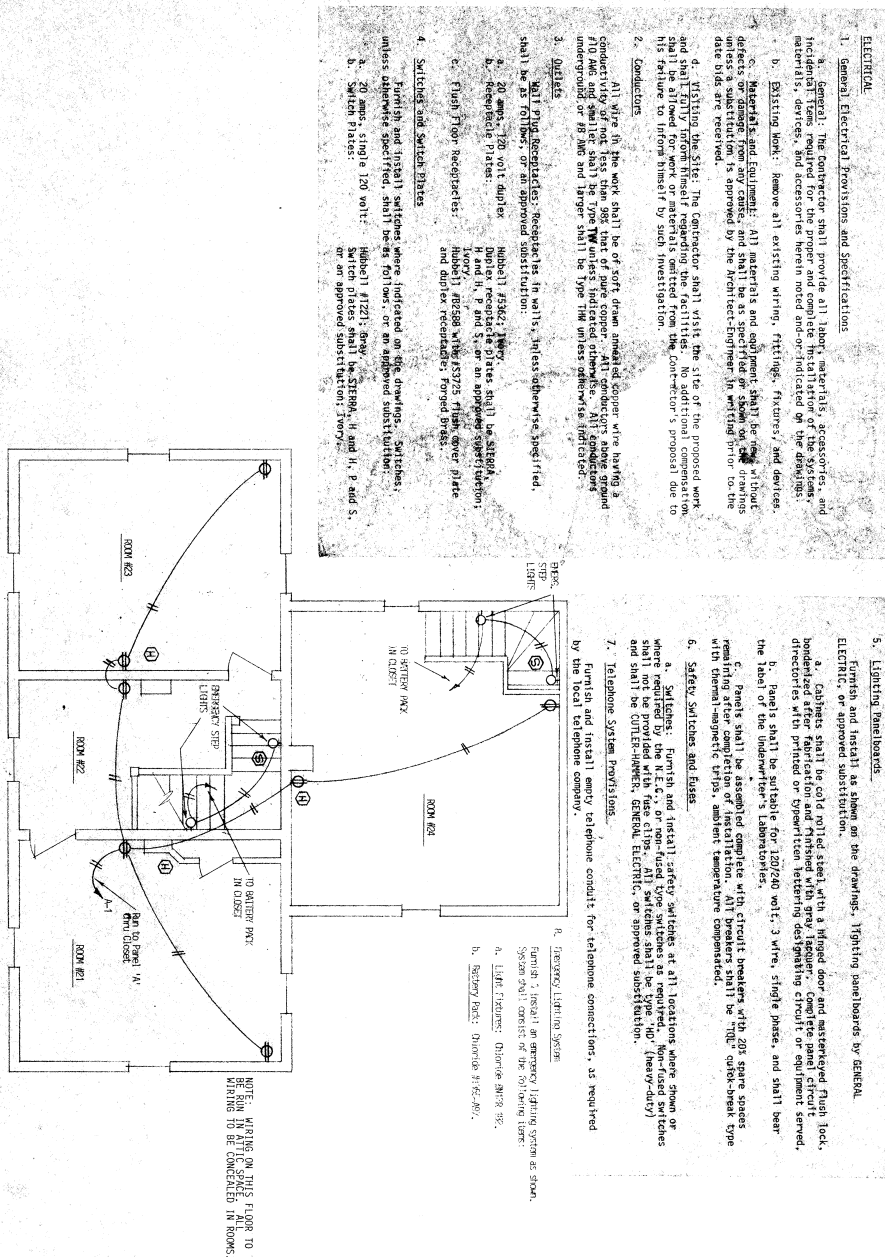 ELECTRICAL
1. General Electrical Provisions and Specifications
a. General: The Contractor shall provide all labor, materials, accessories, and
incidental items required for the proper and complete installation of the systems,
materials, devices, and accessories herein noted and-or-indicated on the drawings.
b. Existing Work: Remove all existing wiring, fittings, fixtures, and devices.
c. Materials and Equipment: All materials and equipment shall be new, without
defects or damage from any cause, and shall be as specified or shown on the drawings
unless a substitution is approved by the Architect-Engineer in writing prior to the
date bids are received.
d. Visiting the Site: The Contractor shall visit the site of the proposed work
and shall fully inform himself regarding the facilities. No additional compensation
shall be allowed for work or materials omitted from the Contractor's proposal due to
his failure to inform himself by such investigation.
2. Conductors
All wire in the work shall be of soft drawn annealed copper wire having a
conductivity of not less than 98% that of pure copper. All conductors above ground
#10 AWG and smaller shall be Type TW unless indicated otherwise. All conductors
underground or #8 AWG and larger shall be Type THW unless otherwise indicated.
3. Outlets
Wall Plug Receptacles: Receptacles in walls, unless otherwise specified,
shall be as follows, or an approved substitution:
a. 20 amps, 120 volt duplex Hubbell #5362; Ivory.
b. Receptacle Plates: Duplex receptacle plates shall be SIERRA,
H and H, P and S, or an approved substitution;
Ivory.
c. Flush Floor Receptacles: Hubbell #B2588 with #S3725 flush cover plate
and duplex receptacle; Forged Brass.
4. Switches and Switch Plates
Furnish and install switches where indicated on the drawings. Switches,
unless otherwise specified, shall be as follows, or an approved substitution:
a. 20 amps, single 120 volt: Hubbell #1221; Gray.
b. Switch Plates: Switch plates shall be SIERRA, H and H, P and S,
or an approved substitution; Ivory.
5. Lighting Panelboards
Furnish and install as shown on the drawings, lighting panelboards by GENERAL
ELECTRIC, or approved substitution.
a. Cabinets shall be cold rolled steel with a hinged door and masterkeyed flush lock,
bonderized after fabrication and finished with gray lacquer. Complete panel circuit
directories with printed or typewritten lettering designating circuit or equipment served.
b. Panels shall be suitable for 120/240 volt, 3 wire, single phase, and shall bear
the label of the Underwriter's Laboratories.
c. Panels shall be assembled complete with circuit breakers with 20% spare spaces
remaining after completion of installation. All breakers shall be "TQL" quick-break type
with thermal-magnetic trips, ambient temperature compensated.
6. Safety Switches and Fuses
a. Switches: Furnish and install safety switches at all locations where shown or
where required by the N.E.C., or non-fused type switches as required. Non-fused switches
shall not be provided with fuse clips. All switches shall be type 'HD' (heavy-duty)
and shall be CUTLER-HAMMER, GENERAL ELECTRIC, or approved substitution.
7. Telephone System Provisions
Furnish and install empty telephone conduit for telephone connections, as required
by the local telephone company.
8. Emergency Lighting System
Furnish & install an emergency lighting system as shown.
System shall consist of the following items:
a. Light Fixtures: Chloride
b. Battery Pack: Chloride
EMERG.
STEP
LIGHTS
S
TO BATTERY PACK
IN CLOSET
ROOM #24
ROOM #23
H
H
EMERGENCY STEP
LIGHTS
S
ROOM #22
H
TO BATTERY PACK
IN CLOSET
A-1
Run to Panel 'A'
thru Closet
ROOM #21
NOTE: WIRING ON THIS FLOOR TO
BE RUN IN ATTIC SPACE. ALL
WIRING TO BE CONCEALED IN ROOMS.